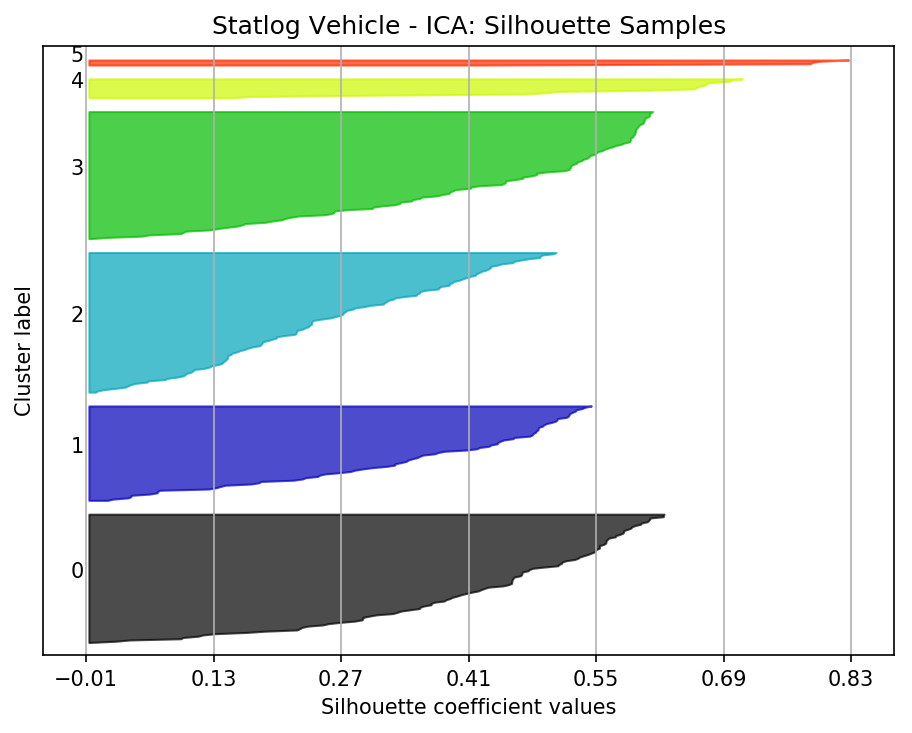 Statlog Vehicle - ICA: Silhouette Samples
5
4
3
2
1
0
Cluster label
−0.01 0.13 0.27 0.41 0.55 0.69 0.83
Silhouette coefficient values